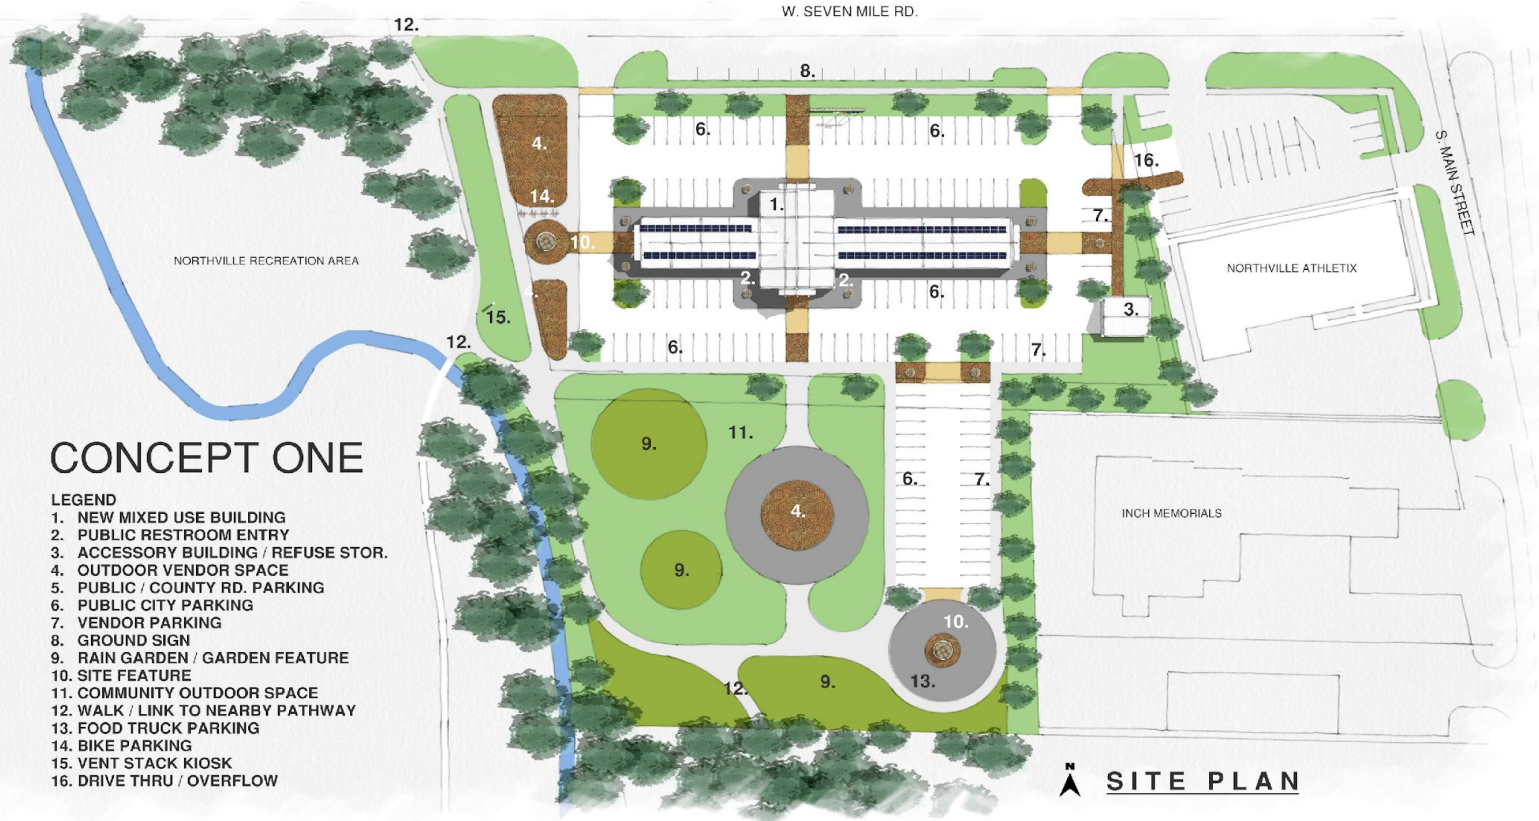 W. SEVEN MILE RD.
12.
8.
6.
6.
4.
16.
S. MAIN STREET
14.
1.
7.
10.
NORTHVILLE RECREATION AREA
NORTHVILLE ATHLETIX
2.
2.
4.
6.
3.
15.
12.
6.
7.
11.
9.
CONCEPT ONE
6.
7.
4.
INCH MEMORIALS
9.
10.
9.
13.
12.
LEGEND
1. NEW MIXED USE BUILDING
2. PUBLIC RESTROOM ENTRY
3. ACCESSORY BUILDING / REFUSE STOR.
4. OUTDOOR VENDOR SPACE
5. PUBLIC / COUNTY RD. PARKING
6. PUBLIC CITY PARKING
7. VENDOR PARKING
8. GROUND SIGN
9. RAIN GARDEN / GARDEN FEATURE
10. SITE FEATURE
11. COMMUNITY OUTDOOR SPACE
12. WALK / LINK TO NEARBY PATHWAY
13. FOOD TRUCK PARKING
14. BIKE PARKING
15. VENT STACK KIOSK
16. DRIVE THRU / OVERFLOW
N
SITE PLAN